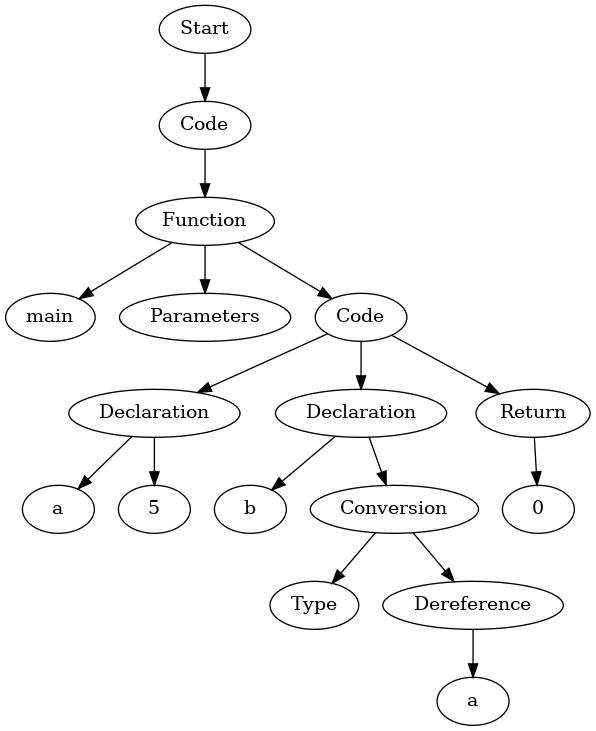 Start
Code
Function
main Parameters Code
Declaration Declaration Return
a 5 b Conversion 0
Type Dereference
a